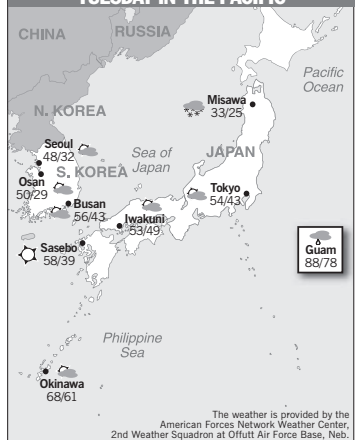 TUESDAY IN THE PACIFIC
CHINA
RUSSIA
Pacific
Ocean
N. KOREA
Misawa
33/25
Seoul
48/32
Sea of
Japan
JAPAN
S. KOREA
Osan
50/29
Busan
56/43
Tokyo
54/43
Iwakuni
53/49
Sasebo
58/39
Guam
88/78
Philippine
Sea
Okinawa
68/61
The weather is provided by the
American Forces Network Weather Center,
2nd Weather Squadron at Offutt Air Force Base, Neb.